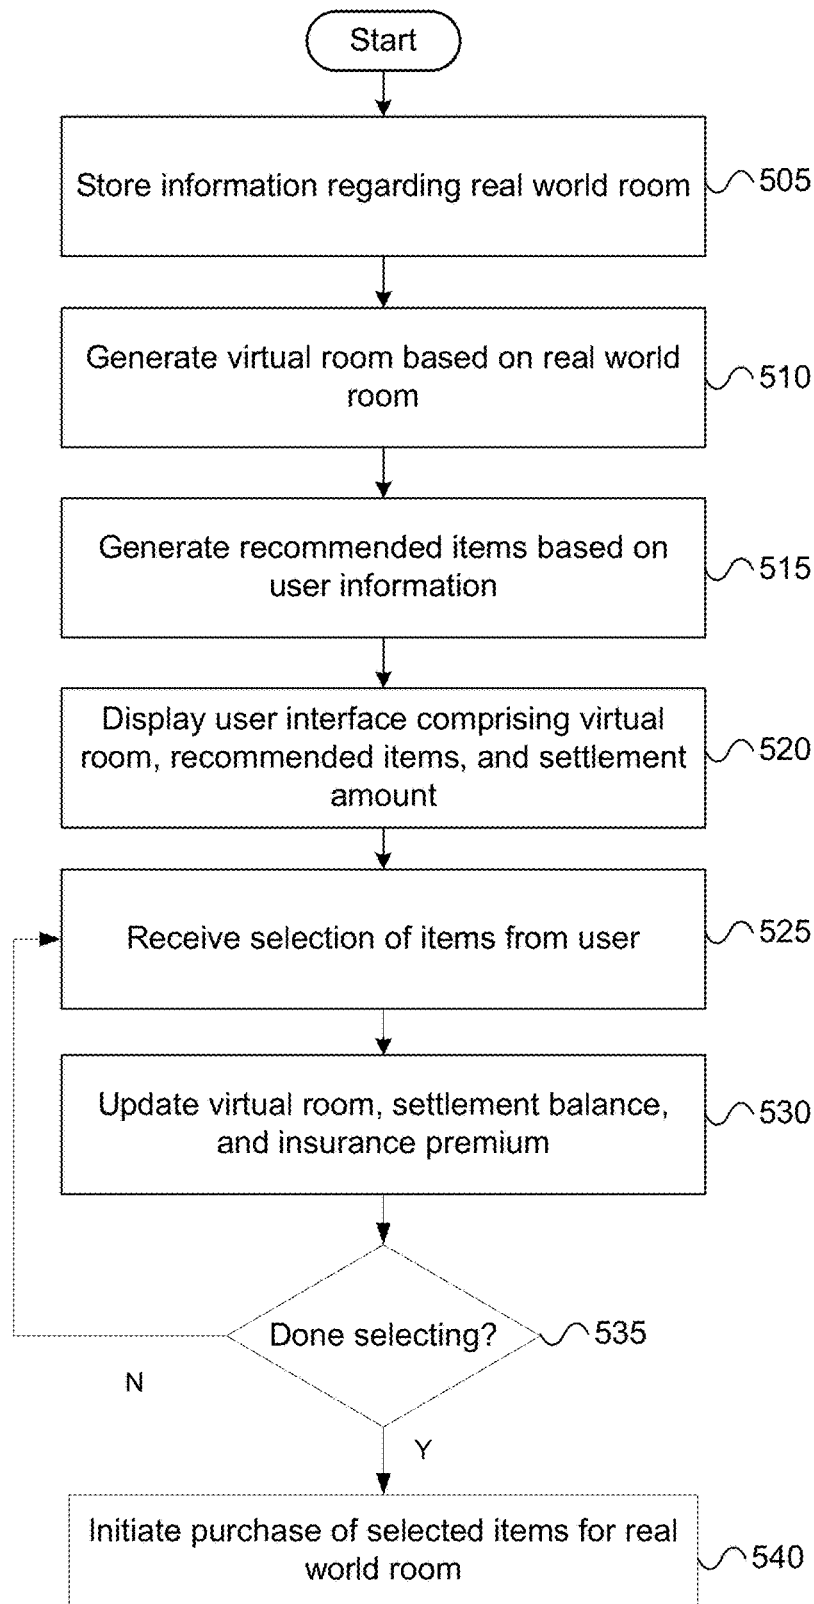 Start
Store information regarding real world room
505
Generate virtual room based on real world
room
510
Generate recommended items based on
user information
515
Display user interface comprising virtual
room, recommended items, and settlement
amount
520
Receive selection of items from user
525
Update virtual room, settlement balance,
and insurance premium
530
Done selecting?
535
N
Y
Initiate purchase of selected items for real
world room
540